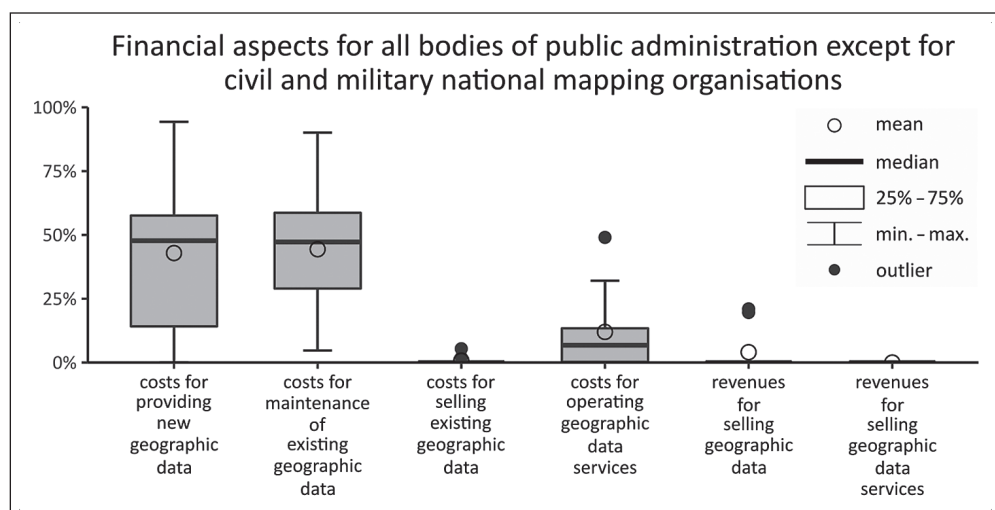 Financial aspects for all bodies of public administration except for
civil and military national mapping organisations
100%
75%
50%
25%
0%
mean
median
25% – 75%
min. – max.
outlier
costs for
providing
new
geographic
data
costs for
maintenance
of
existing
geographic
data
costs for
selling
existing
geographic
data
costs for
operating
geographic
data
services
revenues
for
selling
geographic
data
revenues
for
selling
geographic
data
services